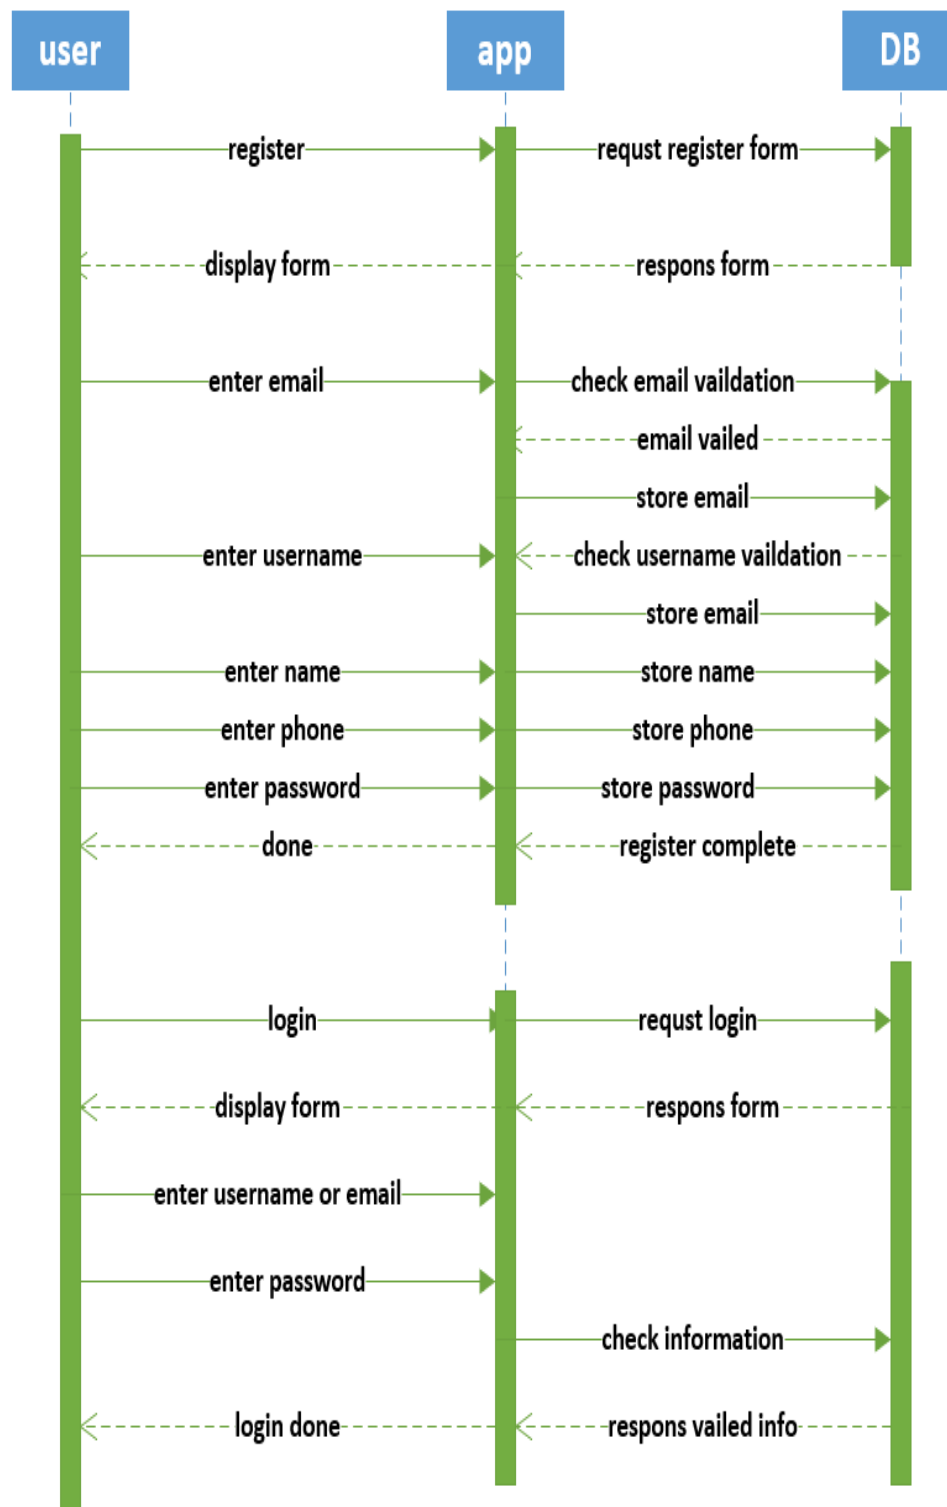 user app DB
register requst register form
display form respons form
enter email check email vaildation
email vailed
store email
enter username check username vaildation
store email
enter name store name
enter phone store phone
enter password store password
done register complete
login requst login
display form respons form
enter username or email
enter password
check information
login done respons vailed info